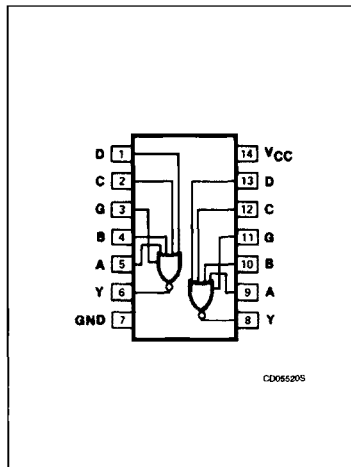 D 1 14 VCC
C 2 13 D
G 3 12 C
B 4 11 G
A 5 10 B
Y 6 9 A
GND 7 8 Y
CD05520S